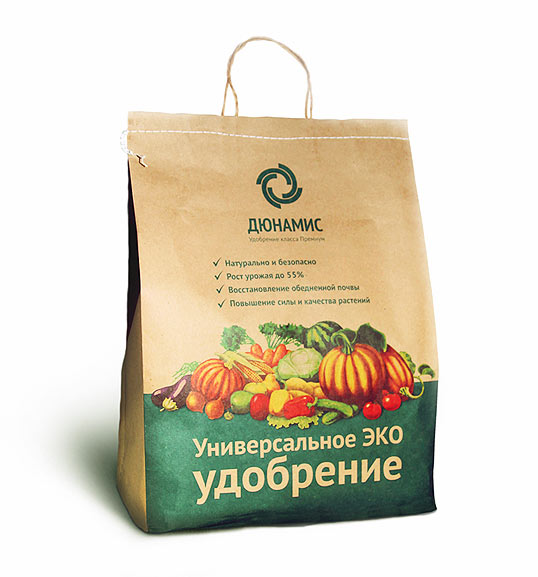 ДЮНАМИС
Удобрение класса Премиум
Натурально и безопасно
Рост урожая до 55%
Восстановление обедненной почвы
Повышение силы и качества растений
Универсальное ЭКО
удобрение